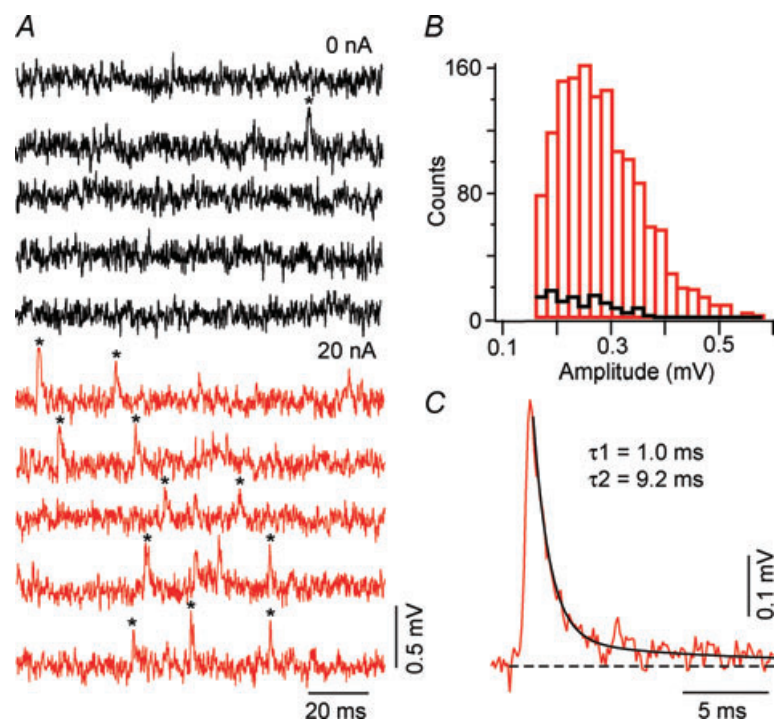 A
0 nA
*
20 nA
* *
* *
* *
* *
* * *
0.5 mV
20 ms
B
160
80
0
Counts
0.1 0.3 0.5
Amplitude (mV)
C
τ1 = 1.0 ms
τ2 = 9.2 ms
0.1 mV
5 ms